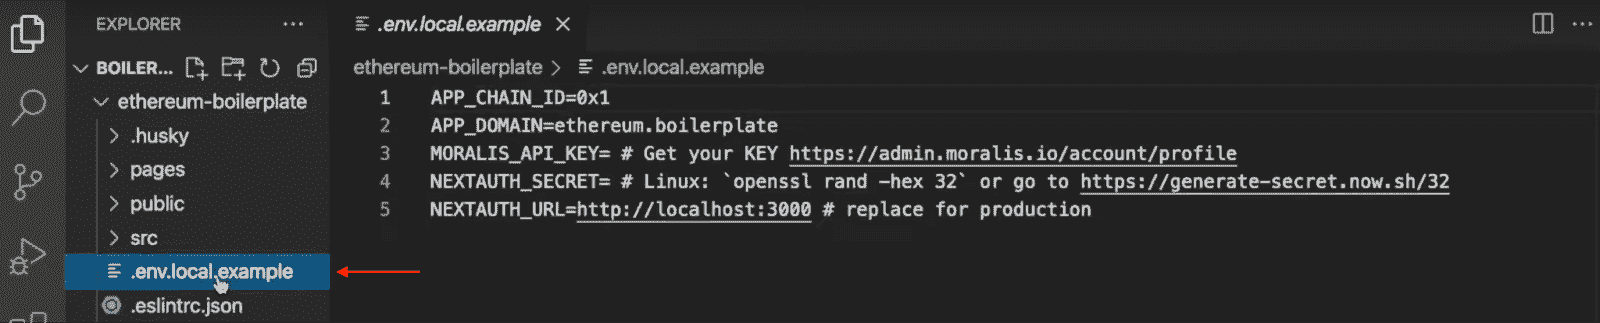 EXPLORER ...
BOILER...
ethereum-boilerplate
.husky
pages
public
src
.env.local.example
.eslintrc.json
.env.local.example
ethereum-boilerplate > .env.local.example
1 APP_CHAIN_ID=0x1
2 APP_DOMAIN=ethereum.boilerplate
3 MORALIS_API_KEY= # Get your KEY https://admin.moralis.io/account/profile
4 NEXTAUTH_SECRET= # Linux: `openssl rand -hex 32` or go to https://generate-secret.now.sh/32
5 NEXTAUTH_URL=http://localhost:3000 # replace for production